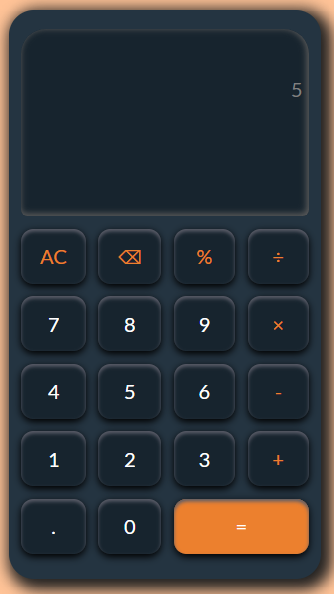 5
AC ⌫ % ÷
7 8 9 ×
4 5 6 -
1 2 3 +
. 0 =